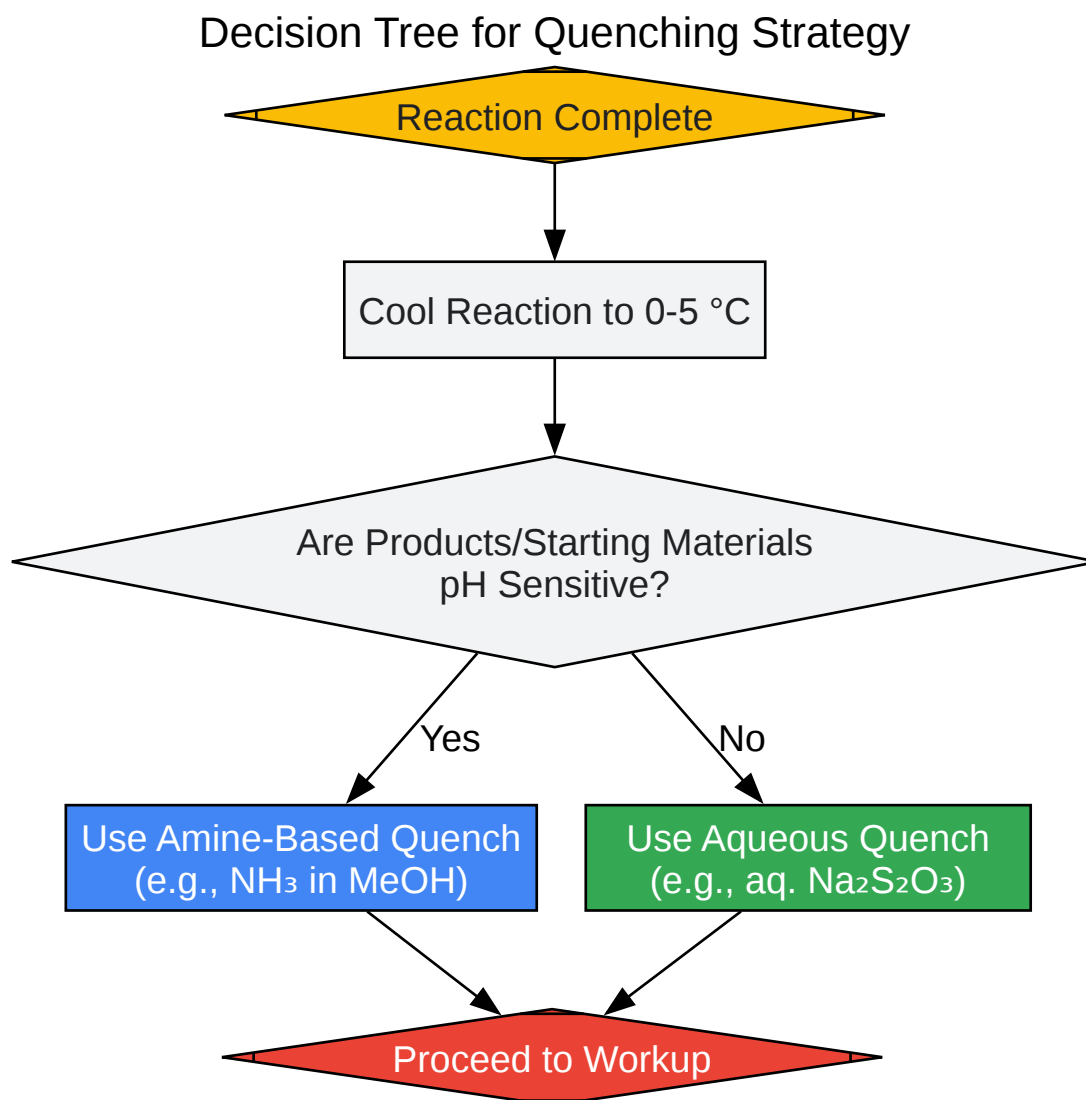 Decision Tree for Quenching Strategy
Reaction Complete
Cool Reaction to 0-5 °C
Are Products/Starting Materials
pH Sensitive?
Yes
No
Use Amine-Based Quench
(e.g., NH₃ in MeOH)
Use Aqueous Quench
(e.g., aq. Na₂S₂O₃)
Proceed to Workup